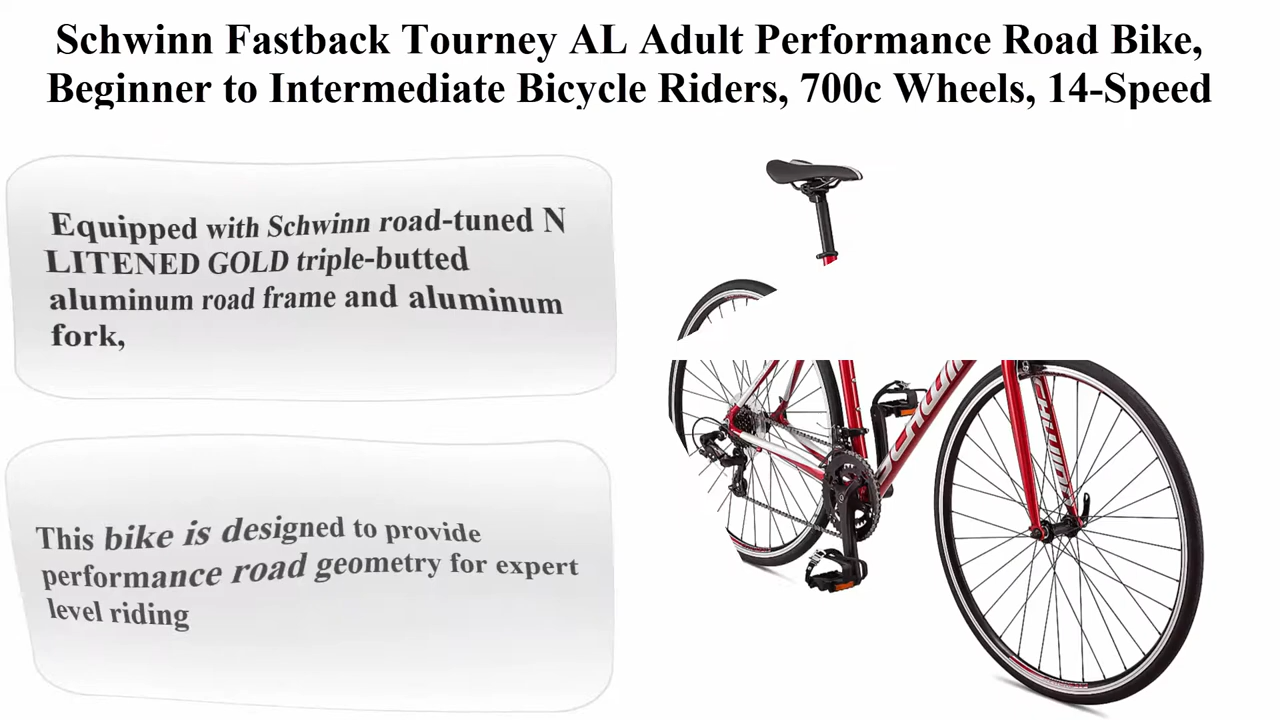 Schwinn Fastback Tourney AL Adult Performance Road Bike,
Beginner to Intermediate Bicycle Riders, 700c Wheels, 14-Speed
Equipped with Schwinn road-tuned N
LITENED GOLD triple-butted
aluminum road frame and aluminum
fork,
This bike is designed to provide
performance road geometry for expert
level riding